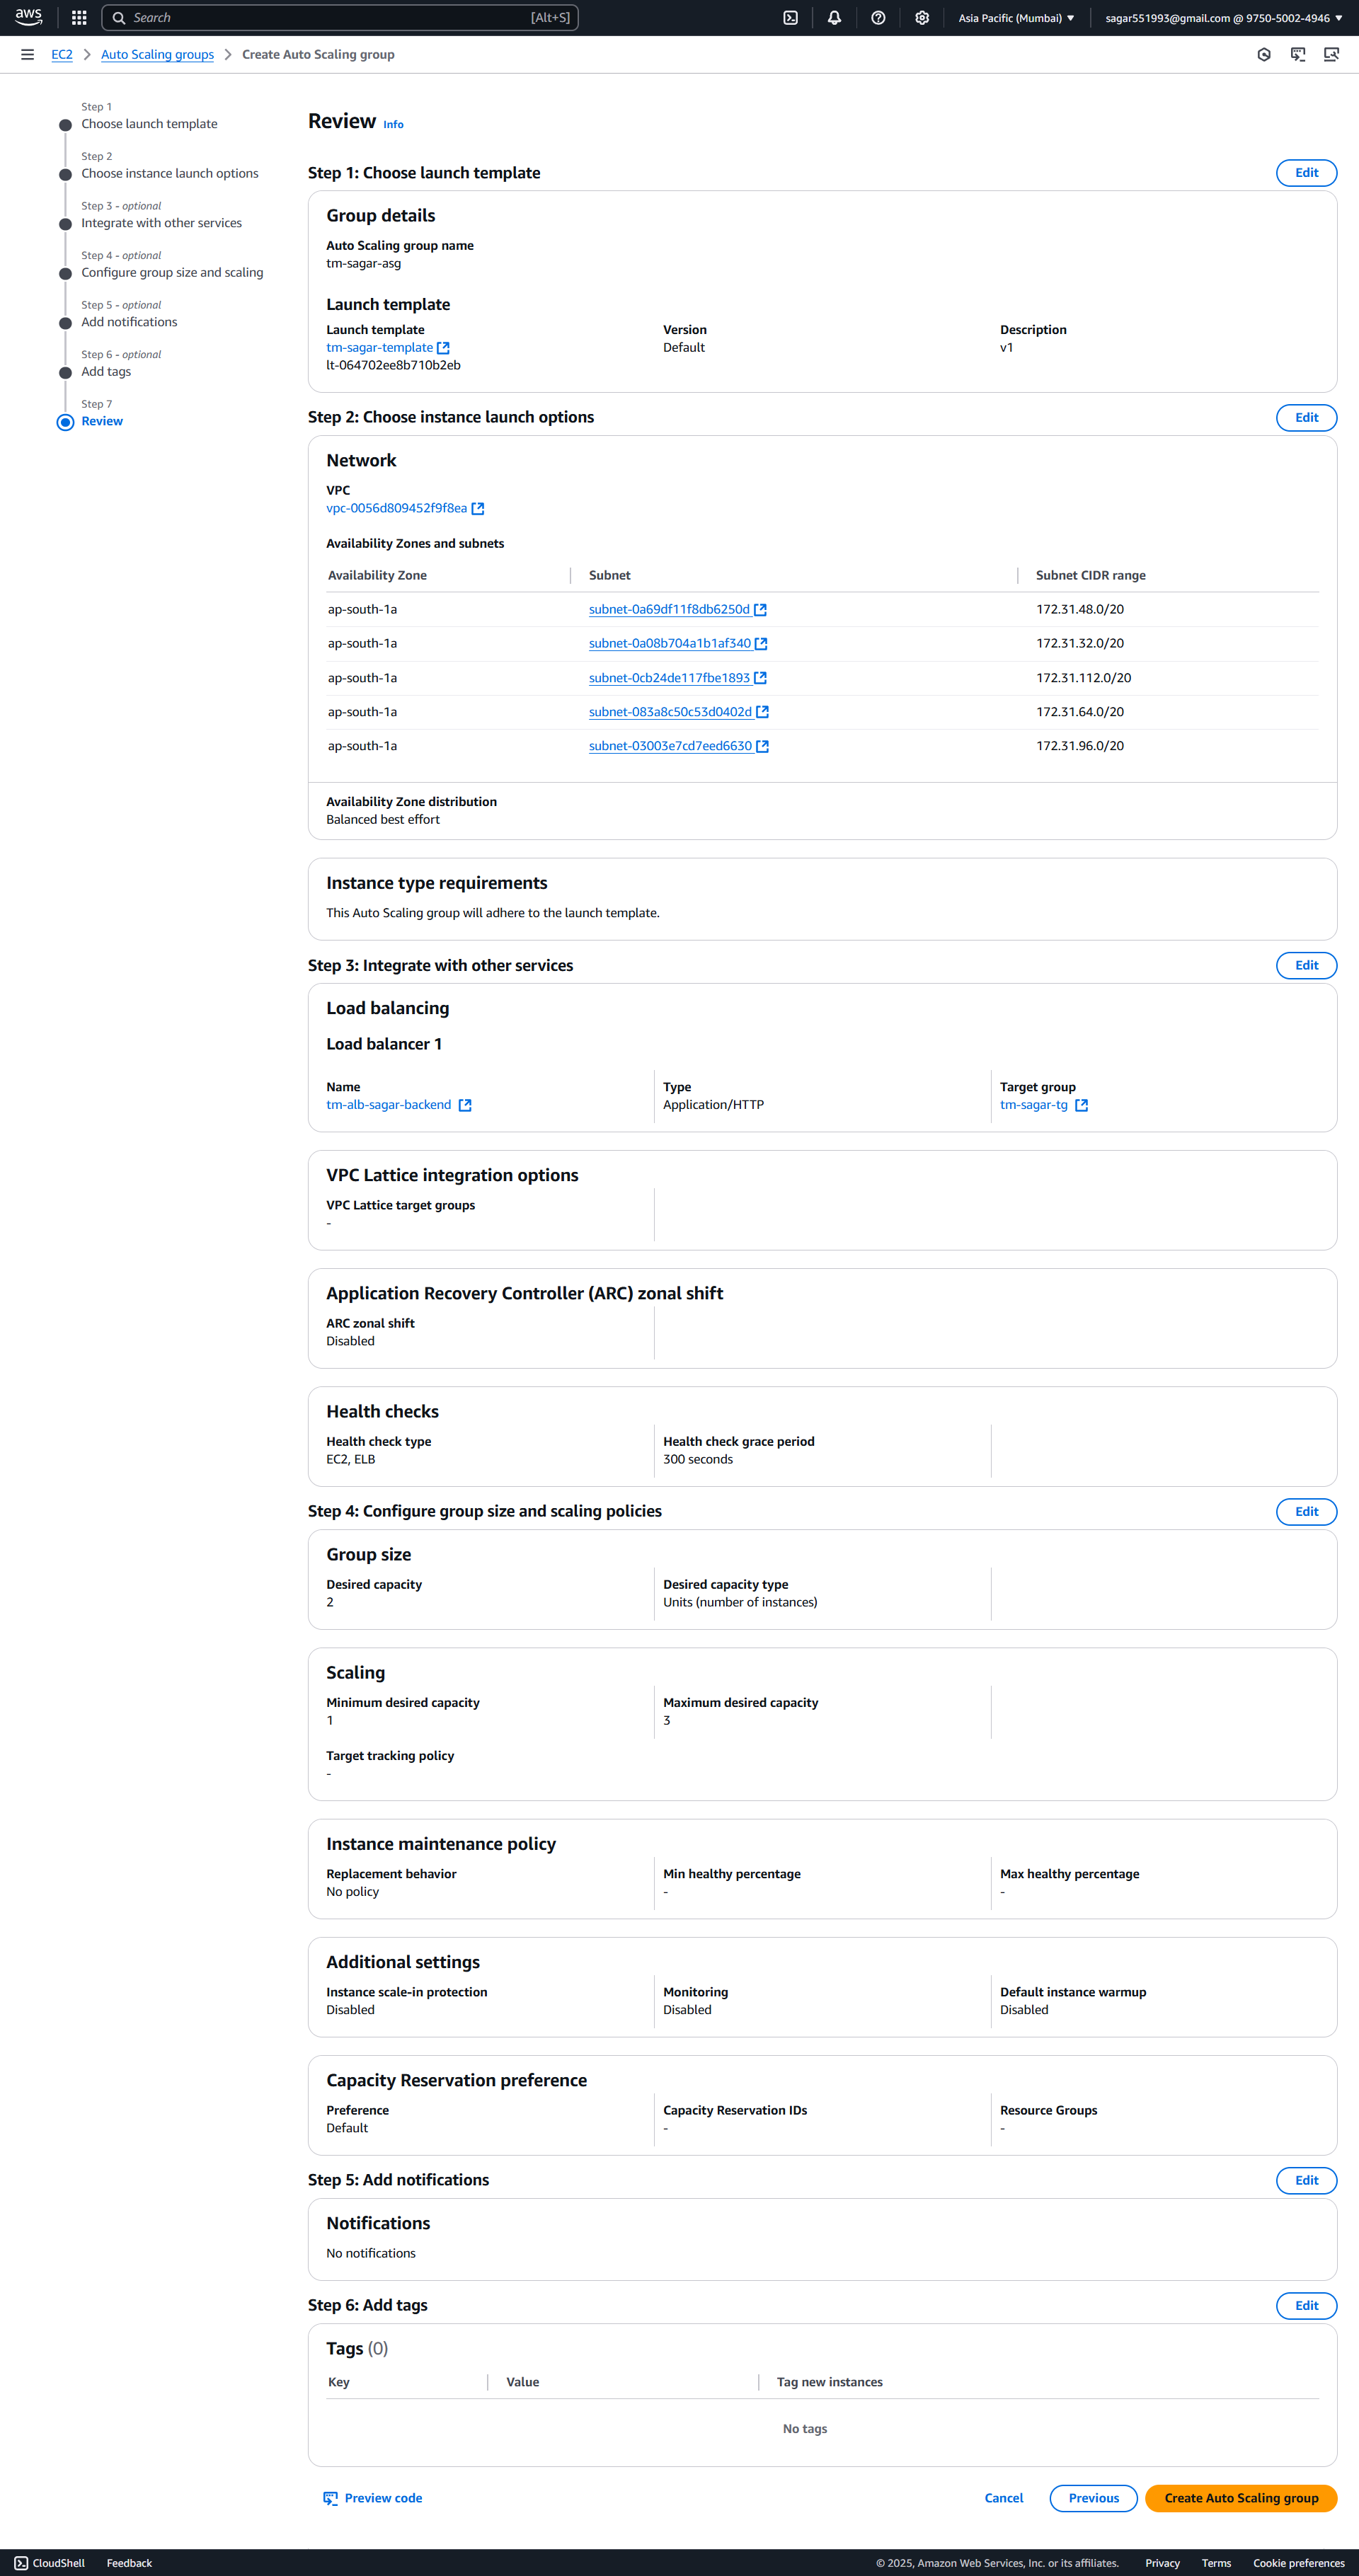 aws
Search [Alt+S]
Asia Pacific (Mumbai)
sagar551993@gmail.com @ 9750-5002-4946
EC2 > Auto Scaling groups > Create Auto Scaling group
Step 1
Choose launch template
Step 2
Choose instance launch options
Step 3 - optional
Integrate with other services
Step 4 - optional
Configure group size and scaling
Step 5 - optional
Add notifications
Step 6 - optional
Add tags
Step 7
Review
Review Info
Step 1: Choose launch template Edit
Group details
Auto Scaling group name
tm-sagar-asg
Launch template
Launch template Version Description
tm-sagar-template Default v1
lt-064702ee8b710b2eb
Step 2: Choose instance launch options Edit
Network
VPC
vpc-0056d809452f9f8ea
Availability Zones and subnets
Availability Zone Subnet Subnet CIDR range
ap-south-1a subnet-0a69df11f8db6250d 172.31.48.0/20
ap-south-1a subnet-0a08b704a1b1af340 172.31.32.0/20
ap-south-1a subnet-0cb24de117fbe1893 172.31.112.0/20
ap-south-1a subnet-083a8c50c53d0402d 172.31.64.0/20
ap-south-1a subnet-03003e7cd7eed6630 172.31.96.0/20
Availability Zone distribution
Balanced best effort
Instance type requirements
This Auto Scaling group will adhere to the launch template.
Step 3: Integrate with other services Edit
Load balancing
Load balancer 1
Name Type Target group
tm-alb-sagar-backend Application/HTTP tm-sagar-tg
VPC Lattice integration options
VPC Lattice target groups
-
Application Recovery Controller (ARC) zonal shift
ARC zonal shift
Disabled
Health checks
Health check type Health check grace period
EC2, ELB 300 seconds
Step 4: Configure group size and scaling policies Edit
Group size
Desired capacity Desired capacity type
2 Units (number of instances)
Scaling
Minimum desired capacity Maximum desired capacity
1 3
Target tracking policy
-
Instance maintenance policy
Replacement behavior Min healthy percentage Max healthy percentage
No policy - -
Additional settings
Instance scale-in protection Monitoring Default instance warmup
Disabled Disabled Disabled
Capacity Reservation preference
Preference Capacity Reservation IDs Resource Groups
Default - -
Step 5: Add notifications Edit
Notifications
No notifications
Step 6: Add tags Edit
Tags (0)
Key Value Tag new instances
No tags
Preview code Cancel Previous Create Auto Scaling group
CloudShell Feedback © 2025, Amazon Web Services, Inc. or its affiliates. Privacy Terms Cookie preferences